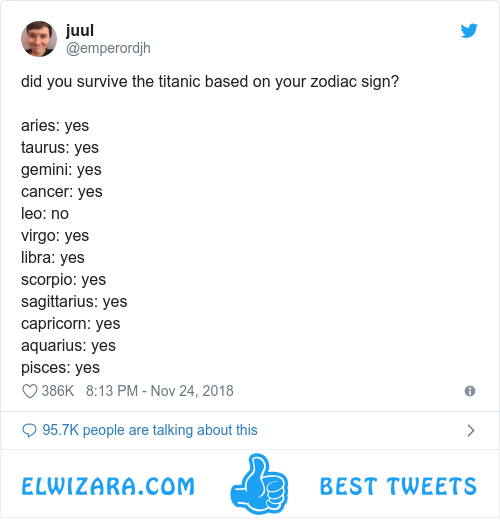 juul
@emperordjh
did you survive the titanic based on your zodiac sign?
aries: yes
taurus: yes
gemini: yes
cancer: yes
leo: no
virgo: yes
libra: yes
scorpio: yes
sagittarius: yes
capricorn: yes
aquarius: yes
pisces: yes
386K 8:13 PM - Nov 24, 2018
95.7K people are talking about this
ELWIZARA.COM BEST TWEETS